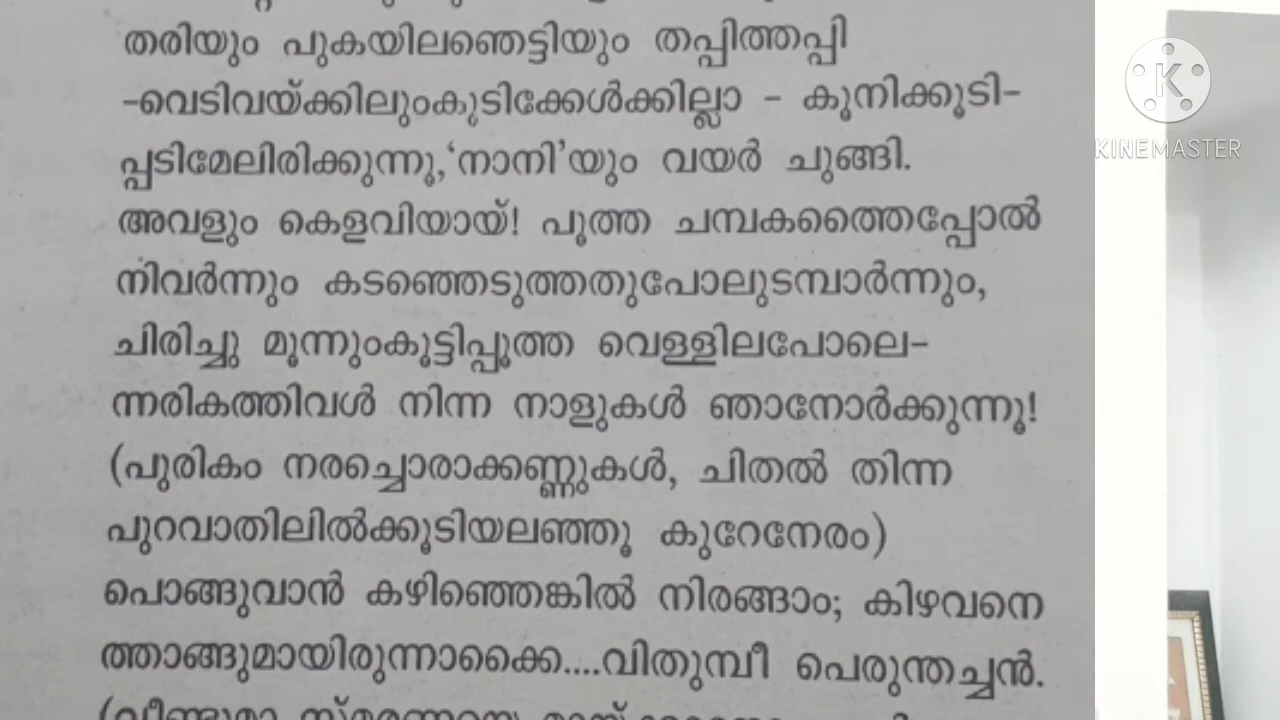 തരിയും പുകയിലഞെട്ടിയും തപ്പിത്തപ്പി
-വെടിവയ്ക്കിലുംകുടിക്കേൾക്കില്ലാ - കൂനിക്കൂടി-
പ്പടിമേലിരിക്കുന്നൂ,‘നാനി’യും വയർ ചുങ്ങി.
അവളും കെളവിയായ്! പൂത്ത ചമ്പകത്തൈപ്പോൽ
നിവർന്നും കടഞ്ഞെടുത്തതുപോലുടമ്പാർന്നും,
ചിരിച്ചു മൂന്നുംകൂട്ടിപ്പൂത്ത വെള്ളിലപോലെ-
ന്നരികത്തിവൾ നിന്ന നാളുകൾ ഞാനോർക്കുന്നൂ!
(പുരികം നരച്ചൊരാക്കണ്ണുകൾ, ചിതൽ തിന്ന
പുറവാതിലിൽക്കൂടിയലഞ്ഞൂ കുറേനേരം)
പൊങ്ങുവാൻ കഴിഞ്ഞെങ്കിൽ നിരങ്ങാം; കിഴവനെ
ത്താങ്ങുമായിരുന്നാക്കൈ....വിതുമ്പീ പെരുന്തച്ചൻ.
K
KINEMASTER